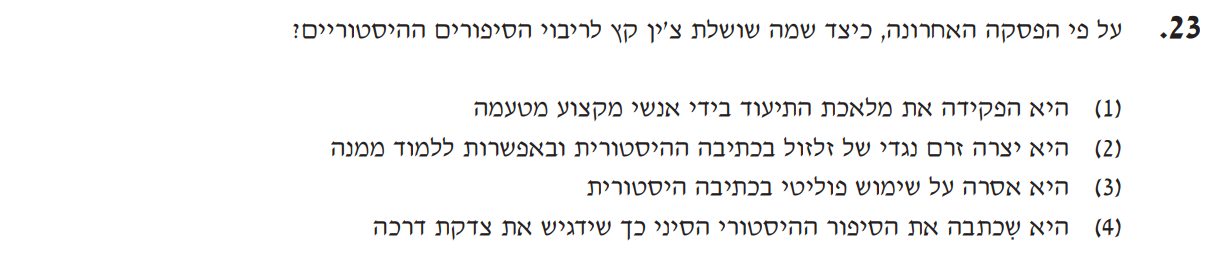 23. על פי הפסקה האחרונה, כיצד שמה שושלת צ'ין קץ לריבוי הסיפורים ההיסטוריים?
(1) היא הפקידה את מלאכת התיעוד בידי אנשי מקצוע מטעמה
(2) היא יצרה זרם נגדי של זלזול בכתיבה ההיסטורית ובאפשרות ללמוד ממנה
(3) היא אסרה על שימוש פוליטי בכתיבה היסטורית
(4) היא שִכתבה את הסיפור ההיסטורי הסיני כך שידגיש את צדקת דרכה